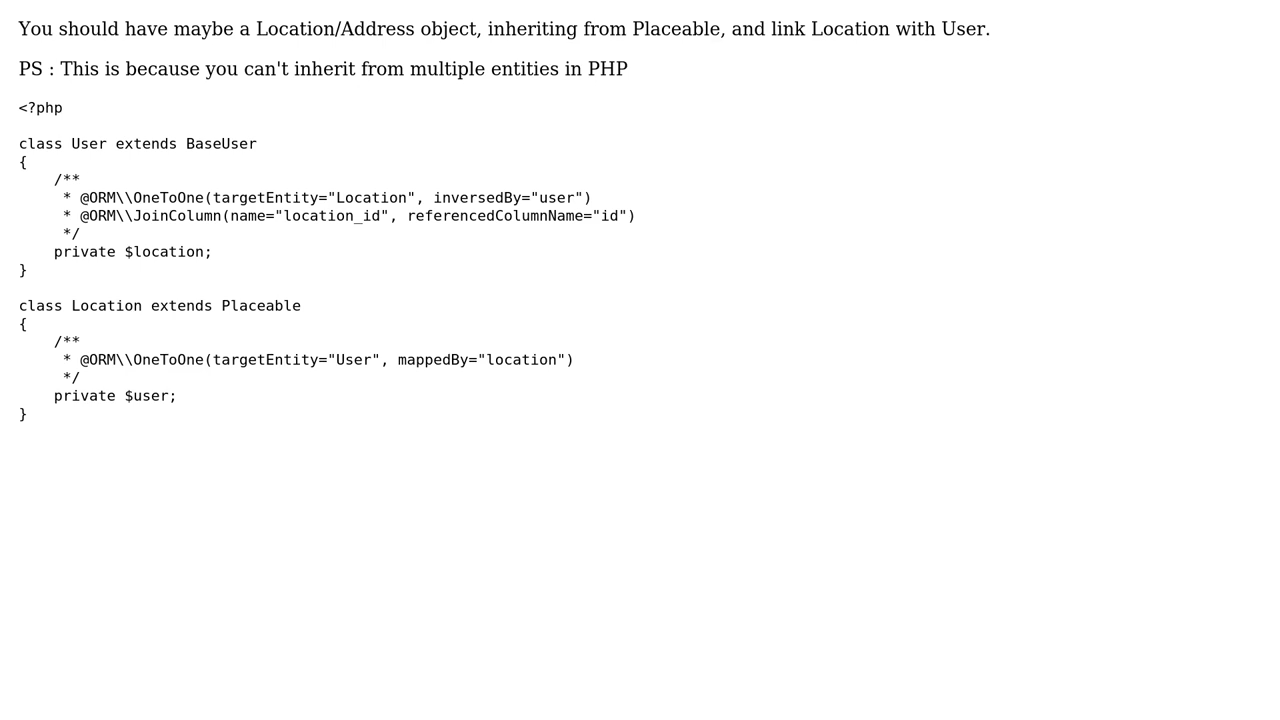 You should have maybe a Location/Address object, inheriting from Placeable, and link Location with User.
PS : This is because you can't inherit from multiple entities in PHP
<?php
class User extends BaseUser
{
    /**
     * @ORM\\OneToOne(targetEntity="Location", inversedBy="user")
     * @ORM\\JoinColumn(name="location_id", referencedColumnName="id")
     */
    private $location;
}
class Location extends Placeable
{
    /**
     * @ORM\\OneToOne(targetEntity="User", mappedBy="location")
     */
    private $user;
}